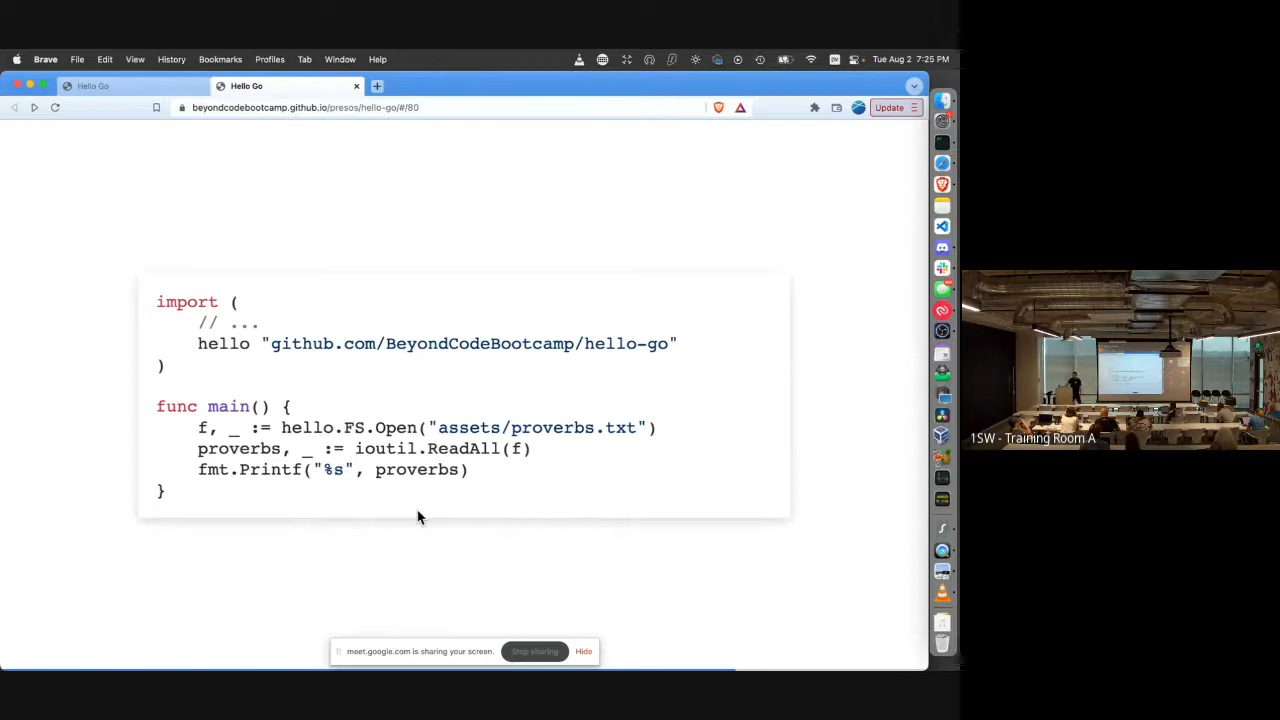 Brave File Edit View History Bookmarks Profiles Tab Window Help
DV
Tue Aug 2 7:25 PM
Hello Go
Hello Go
beyondcodebootcamp.github.io/presos/hello-go/#/80
Update
import (
    // ...
    hello "github.com/BeyondCodeBootcamp/hello-go"
)
func main() {
    f, _ := hello.FS.Open("assets/proverbs.txt")
    proverbs, _ := ioutil.ReadAll(f)
    fmt.Printf("%s", proverbs)
}
meet.google.com is sharing your screen. Stop sharing Hide
1SW - Training Room A